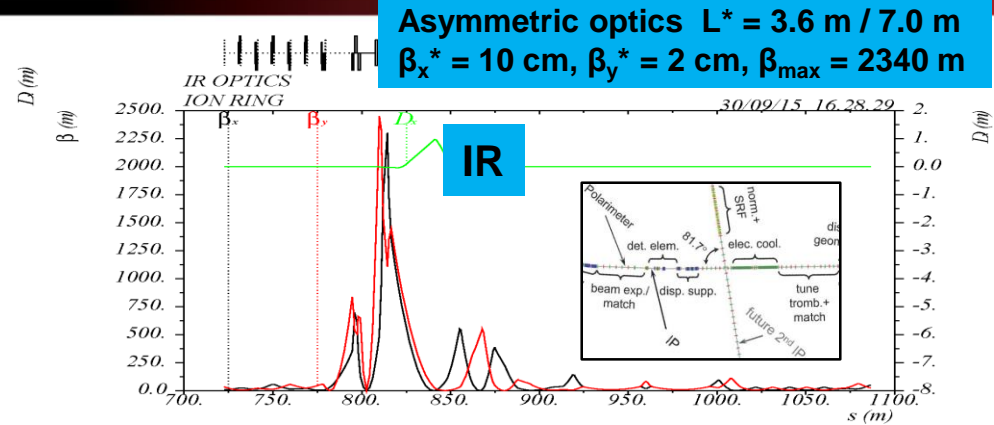 Asymmetric optics L* = 3.6 m / 7.0 m
βx* = 10 cm, βy* = 2 cm, βmax = 2340 m
IR OPTICS
ION RING
30/09/15 16.28.29
D (m)
β (m)
D (m)
βx
βy
Dx
IR
2500.
2250.
2000.
1750.
1500.
1250.
1000.
750.
500.
250.
0.0
2.
1.
0.0
-1.
-2.
-3.
-4.
-5.
-6.
-7.
-8.
Polarimeter
norm.+
SRF
81.7°
det. elem.
elec. cool.
geom
beam exp./
match
disp. supp.
tune
tromb.+
match
IP
future 2nd IP
700.
750.
800.
850.
900.
950.
1000.
1050.
1100.
s (m)